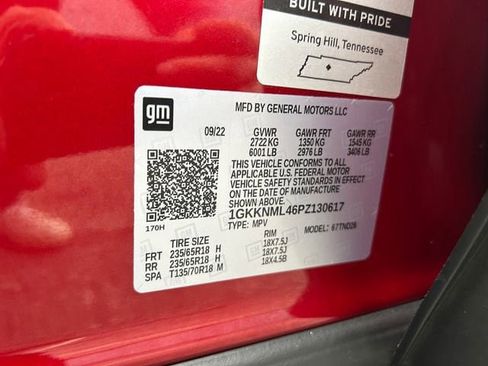 BUILT WITH PRIDE
Spring Hill, Tennessee
gm
MFD BY GENERAL MOTORS LLC
09/22 GVWR GAWR FRT GAWR RR
2722 KG 1350 KG 1545 KG
6001 LB 2976 LB 3406 LB
THIS VEHICLE CONFORMS TO ALL
APPLICABLE U.S. FEDERAL MOTOR
VEHICLE SAFETY STANDARDS IN EFFECT
ON THE DATE OF MANUFACTURE
SHOWN ABOVE.
1GKKNML46PZ130617
170H TYPE: MPV MODEL: 67TND26
TIRE SIZE RIM
FRT 235/65R18 H 18X7.5J
RR 235/65R18 H 18X7.5J
SPA T135/70R18 M 18X4.5B